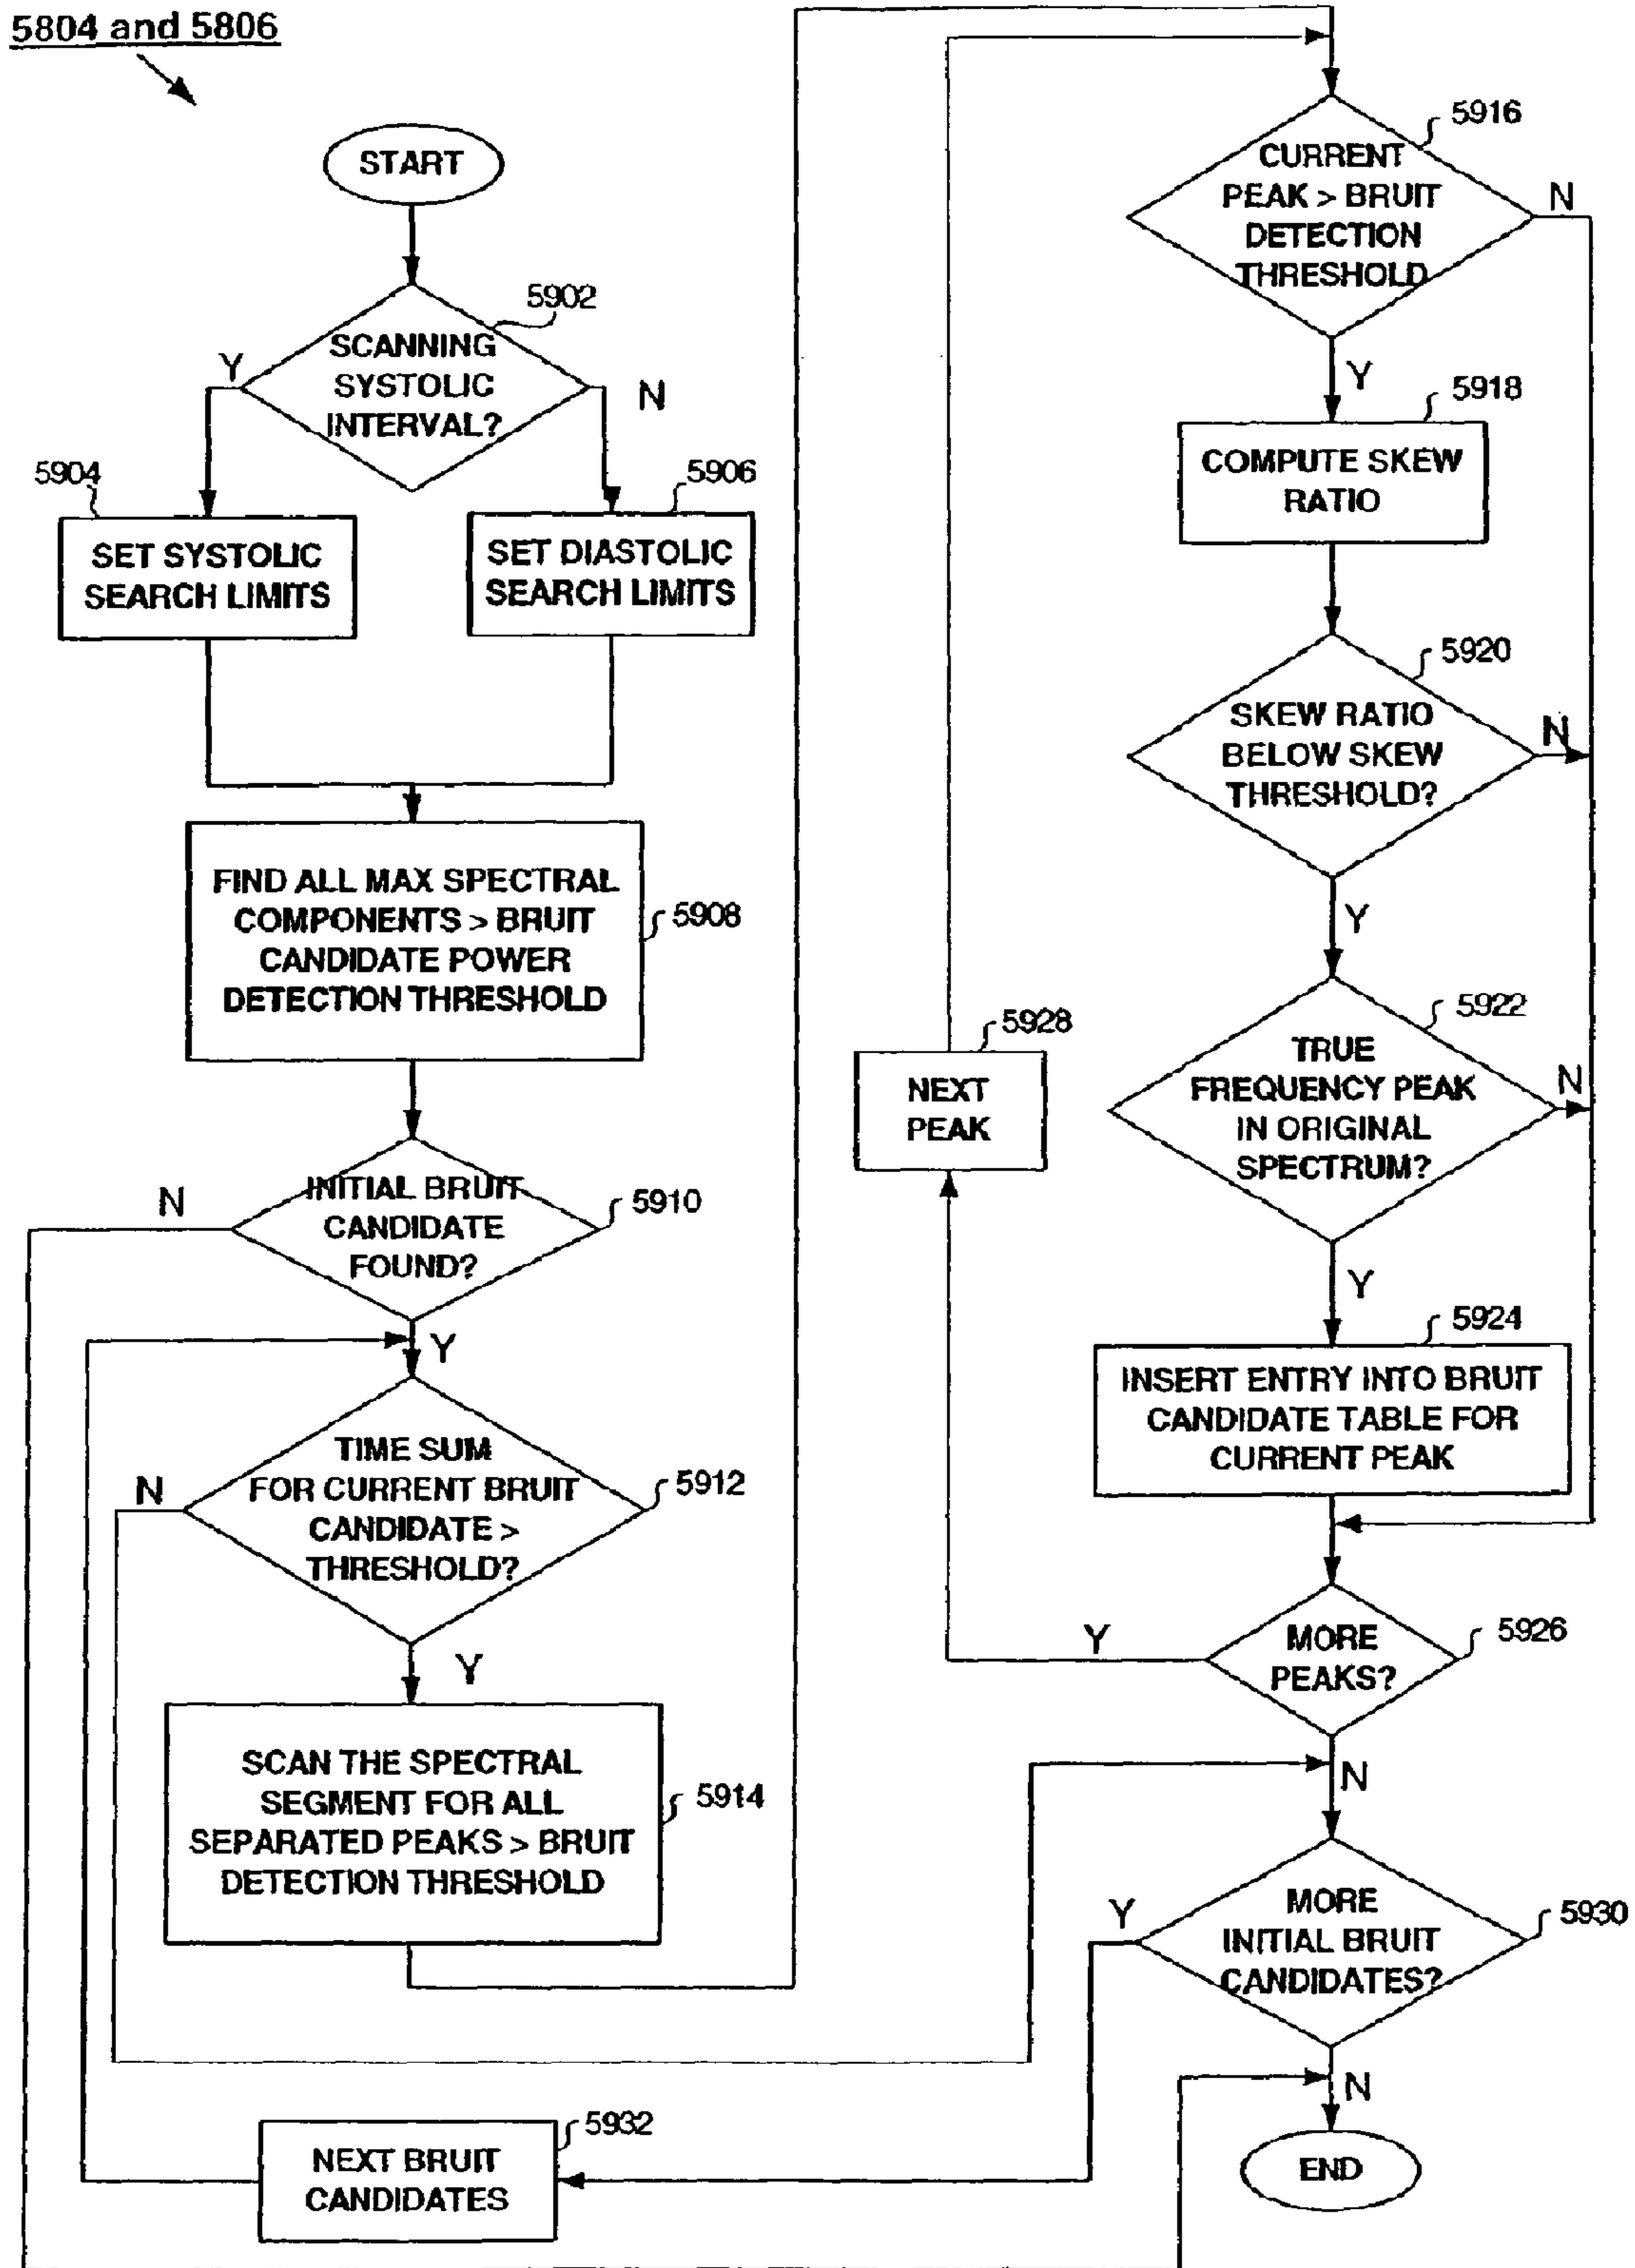 5804 and 5806
START
5902
SCANNING
SYSTOLIC
INTERVAL?
Y
N
5904
SET SYSTOLIC
SEARCH LIMITS
5906
SET DIASTOLIC
SEARCH LIMITS
FIND ALL MAX SPECTRAL
COMPONENTS > BRUIT
CANDIDATE POWER
DETECTION THRESHOLD
5908
INITIAL BRUIT
CANDIDATE
FOUND?
5910
N
Y
TIME SUM
FOR CURRENT BRUIT
CANDIDATE >
THRESHOLD?
5912
N
Y
SCAN THE SPECTRAL
SEGMENT FOR ALL
SEPARATED PEAKS > BRUIT
DETECTION THRESHOLD
5914
5916
CURRENT
PEAK > BRUIT
DETECTION
THRESHOLD
N
Y
5918
COMPUTE SKEW
RATIO
5920
SKEW RATIO
BELOW SKEW
THRESHOLD?
N
Y
5922
TRUE
FREQUENCY PEAK
IN ORIGINAL
SPECTRUM?
N
Y
5924
INSERT ENTRY INTO BRUIT
CANDIDATE TABLE FOR
CURRENT PEAK
5926
MORE
PEAKS?
Y
N
5928
NEXT
PEAK
5930
MORE
INITIAL BRUIT
CANDIDATES?
Y
N
5932
NEXT BRUIT
CANDIDATES
END